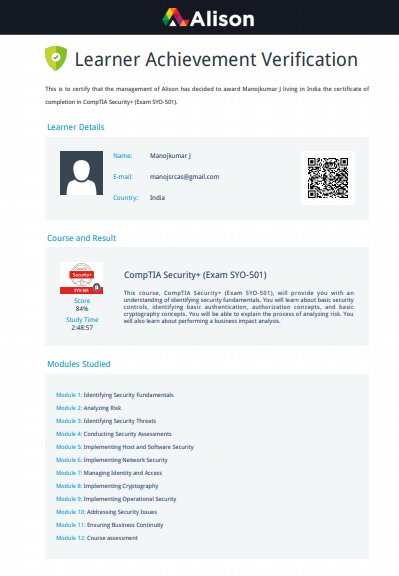 Alison
Learner Achievement Verification
This is to certify that the management of Alison has decided to award Manojkumar J living in India the certificate of
completion in CompTIA Security+ (Exam SYO-501).
Learner Details
Name: Manojkumar J
E-mail: manojsrcas@gmail.com
Country: India
Course and Result
Security+
SYO-501
Score
84%
Study Time
2:48:57
CompTIA Security+ (Exam SYO-501)
This course, CompTIA Security+ (Exam SYO-501), will provide you with an
understanding of identifying security fundamentals. You will learn about basic security
controls, identifying basic authentication, authorization concepts, and basic
cryptography concepts. You will be able to explain the process of analyzing risk. You
will also learn about performing a business impact analysis.
Modules Studied
Module 1: Identifying Security Fundamentals
Module 2: Analyzing Risk
Module 3: Identifying Security Threats
Module 4: Conducting Security Assessments
Module 5: Implementing Host and Software Security
Module 6: Implementing Network Security
Module 7: Managing Identity and Access
Module 8: Implementing Cryptography
Module 9: Implementing Operational Security
Module 10: Addressing Security Issues
Module 11: Ensuring Business Continuity
Module 12: Course assessment